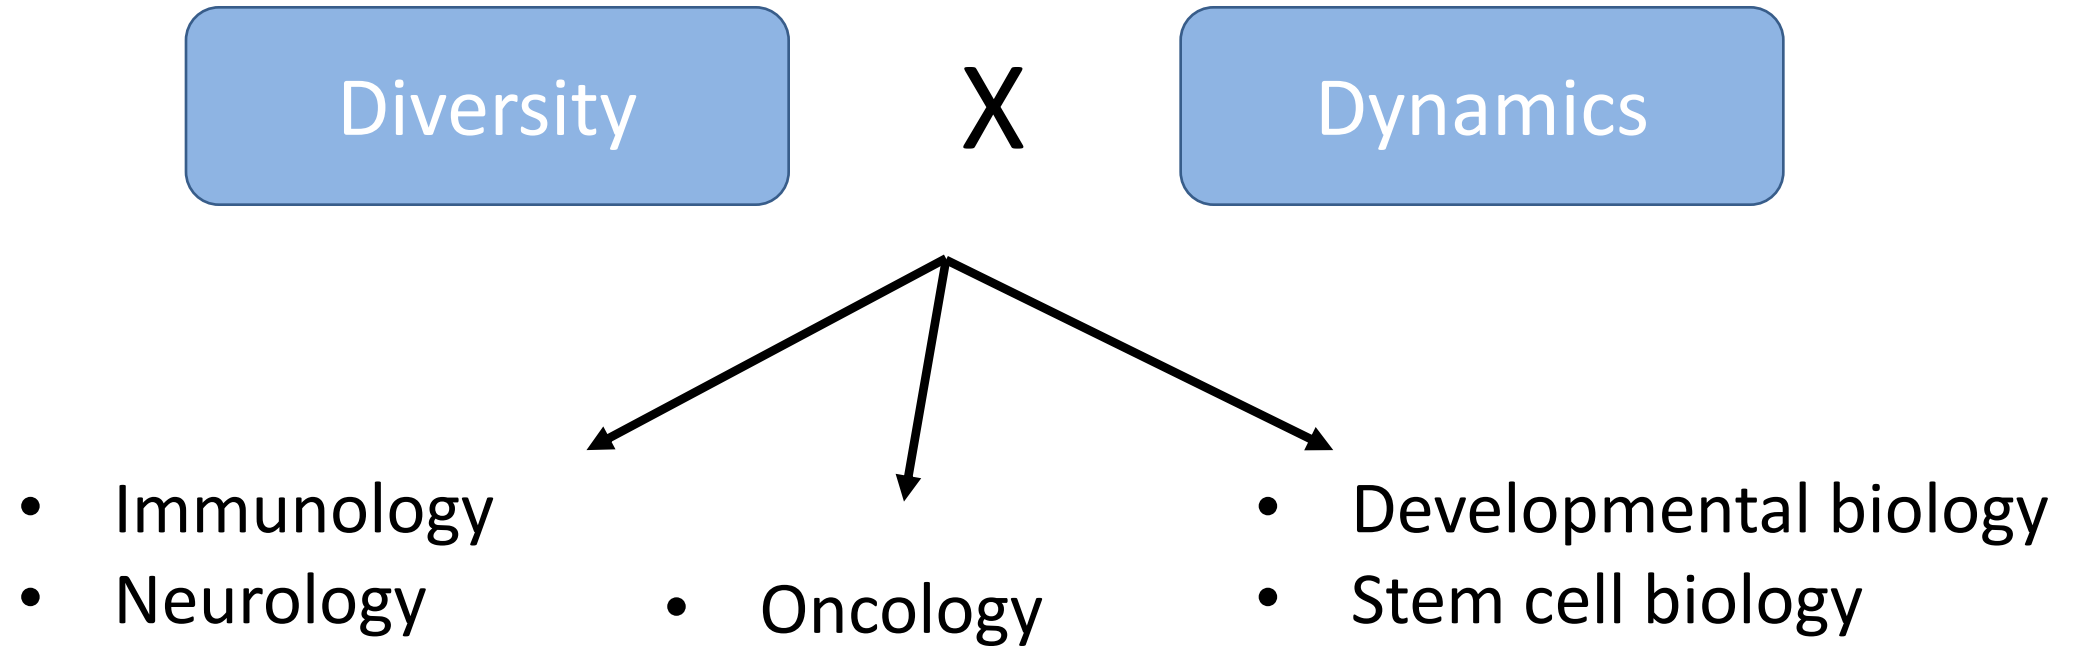 Diversity X Dynamics
• Immunology
• Neurology
• Oncology
• Developmental biology
• Stem cell biology